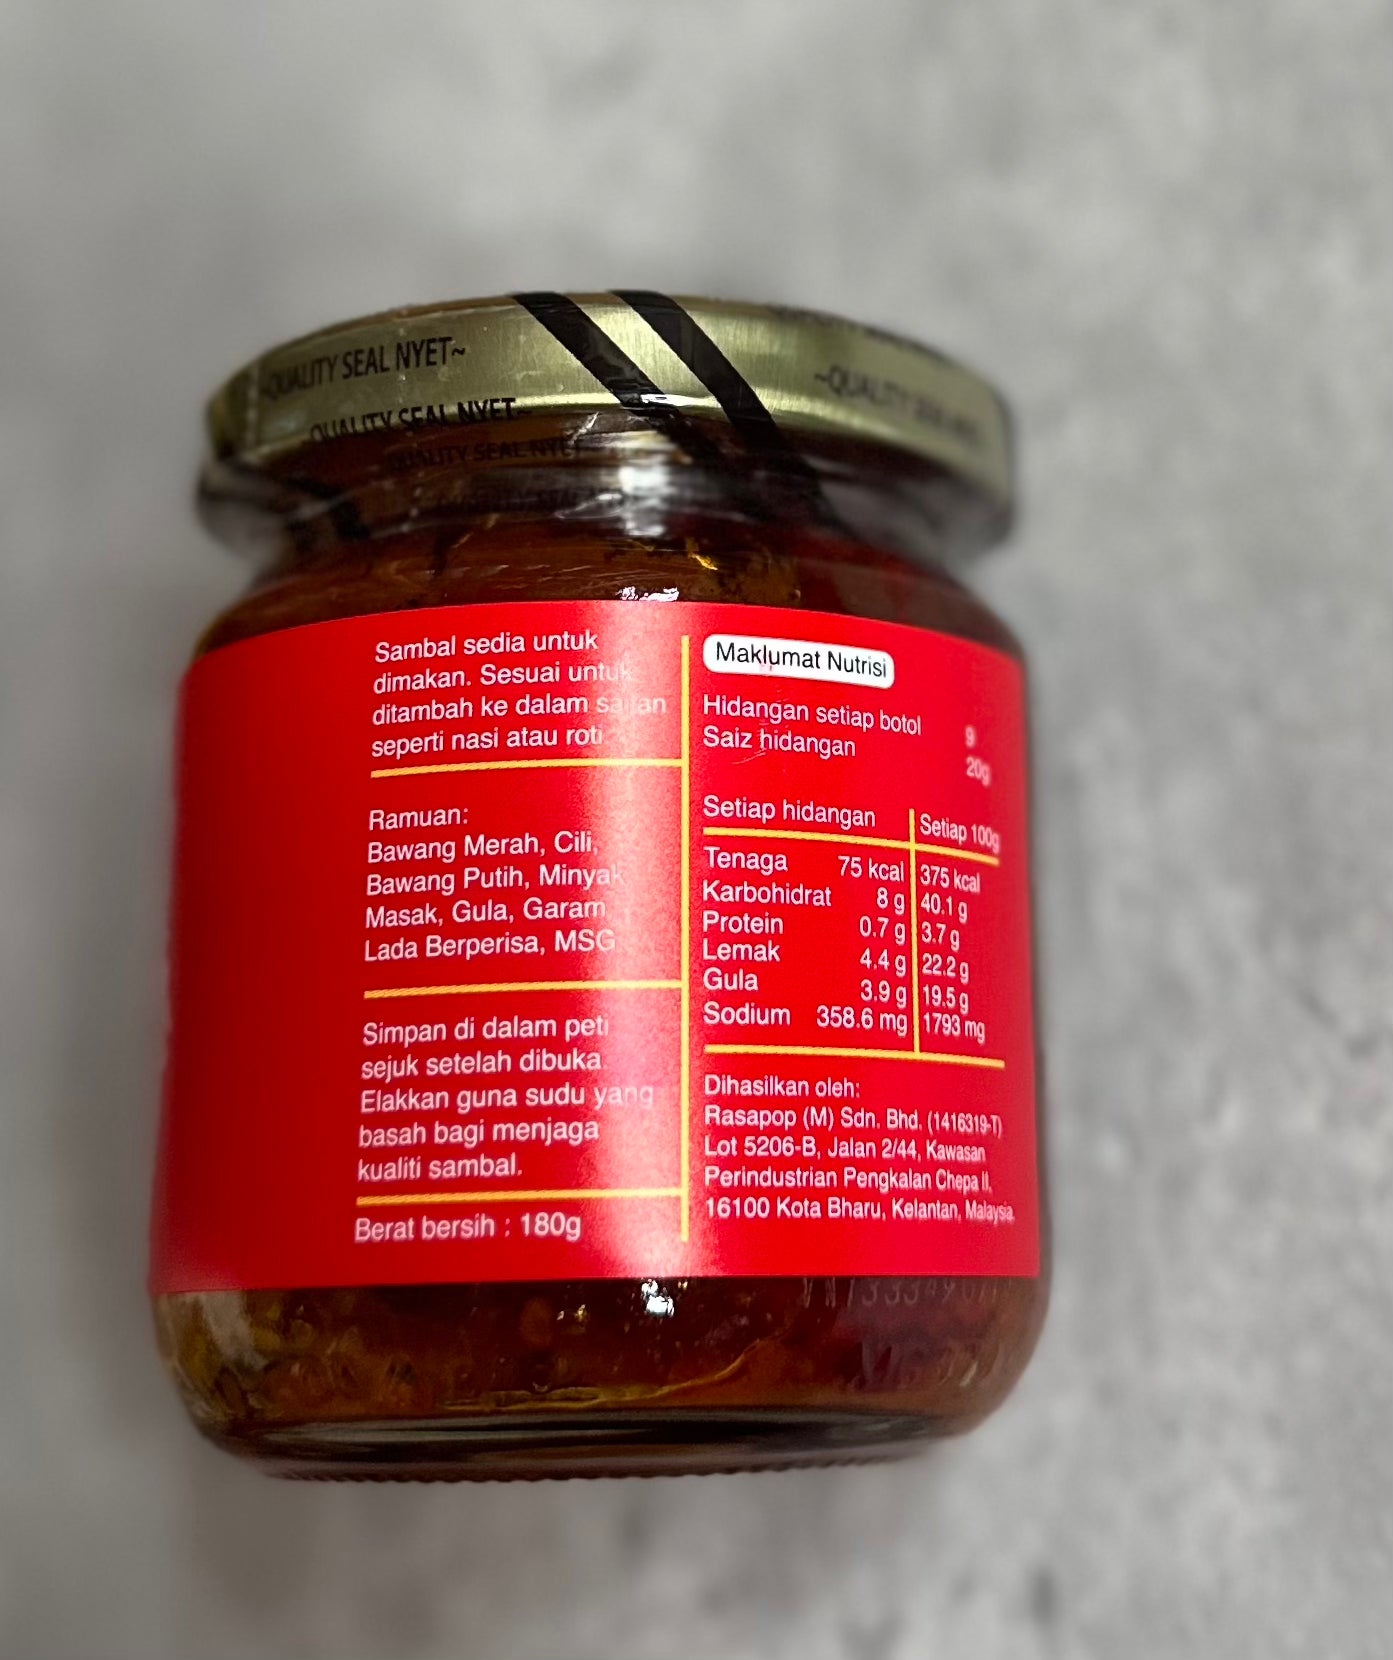 ~QUALITY SEAL NYET~
~QUALITY SEAL NYET~
QUALITY SEAL NYET~
~QUALITY
Sambal sedia untuk
dimakan. Sesuai untuk
ditambah ke dalam sajian
seperti nasi atau roti
Ramuan:
Bawang Merah, Cili,
Bawang Putih, Minyak
Masak, Gula, Garam
Lada Berperisa, MSG
Simpan di dalam peti
sejuk setelah dibuka.
Elakkan guna sudu yang
basah bagi menjaga
kualiti sambal.
Berat bersih : 180g
Maklumat Nutrisi
Hidangan setiap botol 9
Saiz hidangan 20g
Setiap hidangan Setiap 100g
Tenaga 75 kcal 375 kcal
Karbohidrat 8 g 40.1 g
Protein 0.7 g 3.7 g
Lemak 4.4 g 22.2 g
Gula 3.9 g 19.5 g
Sodium 358.6 mg 1793 mg
Dihasilkan oleh:
Rasapop (M) Sdn. Bhd. (1416319-T)
Lot 5206-B, Jalan 2/44, Kawasan
Perindustrian Pengkalan Chepa II,
16100 Kota Bharu, Kelantan, Malaysia.